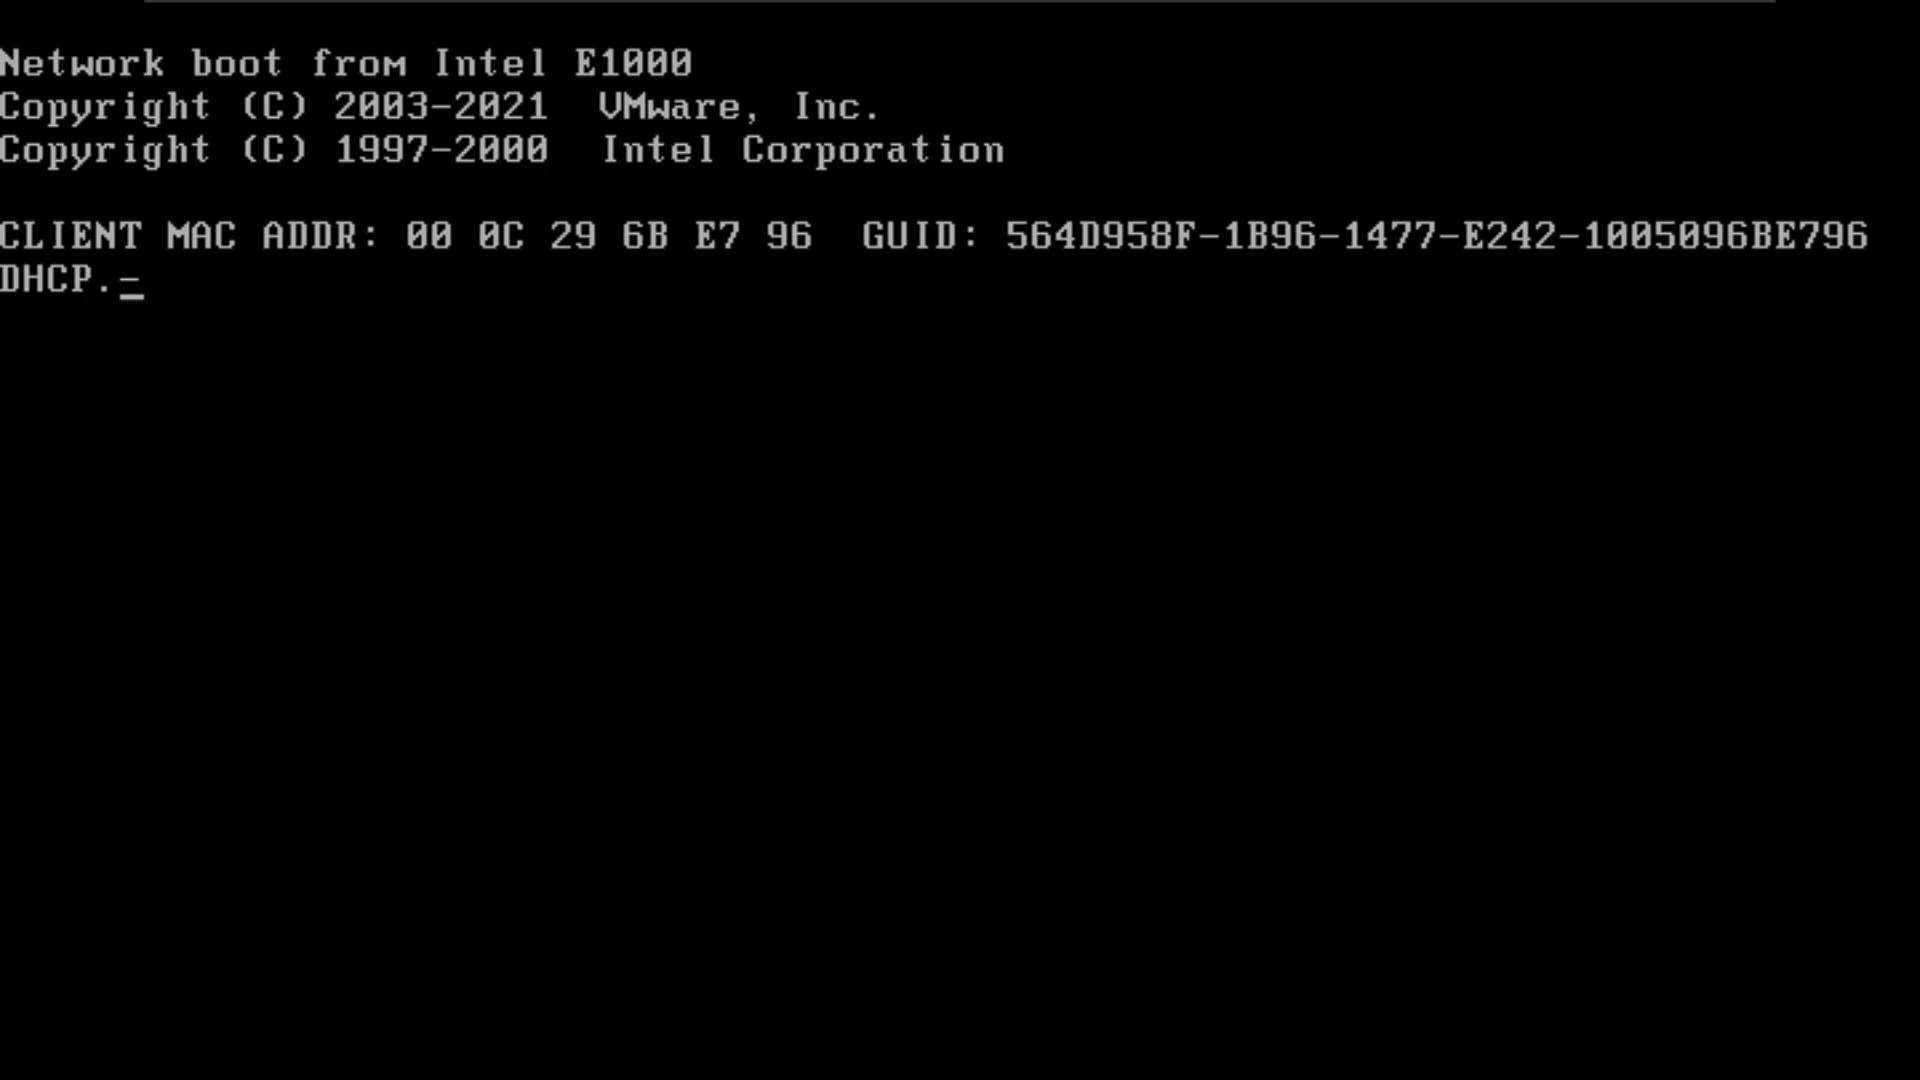 Network boot from Intel E1000
Copyright (C) 2003-2021  VMware, Inc.
Copyright (C) 1997-2000  Intel Corporation
CLIENT MAC ADDR: 00 0C 29 6B E7 96  GUID: 564D958F-1B96-1477-E242-1005096BE796
DHCP._